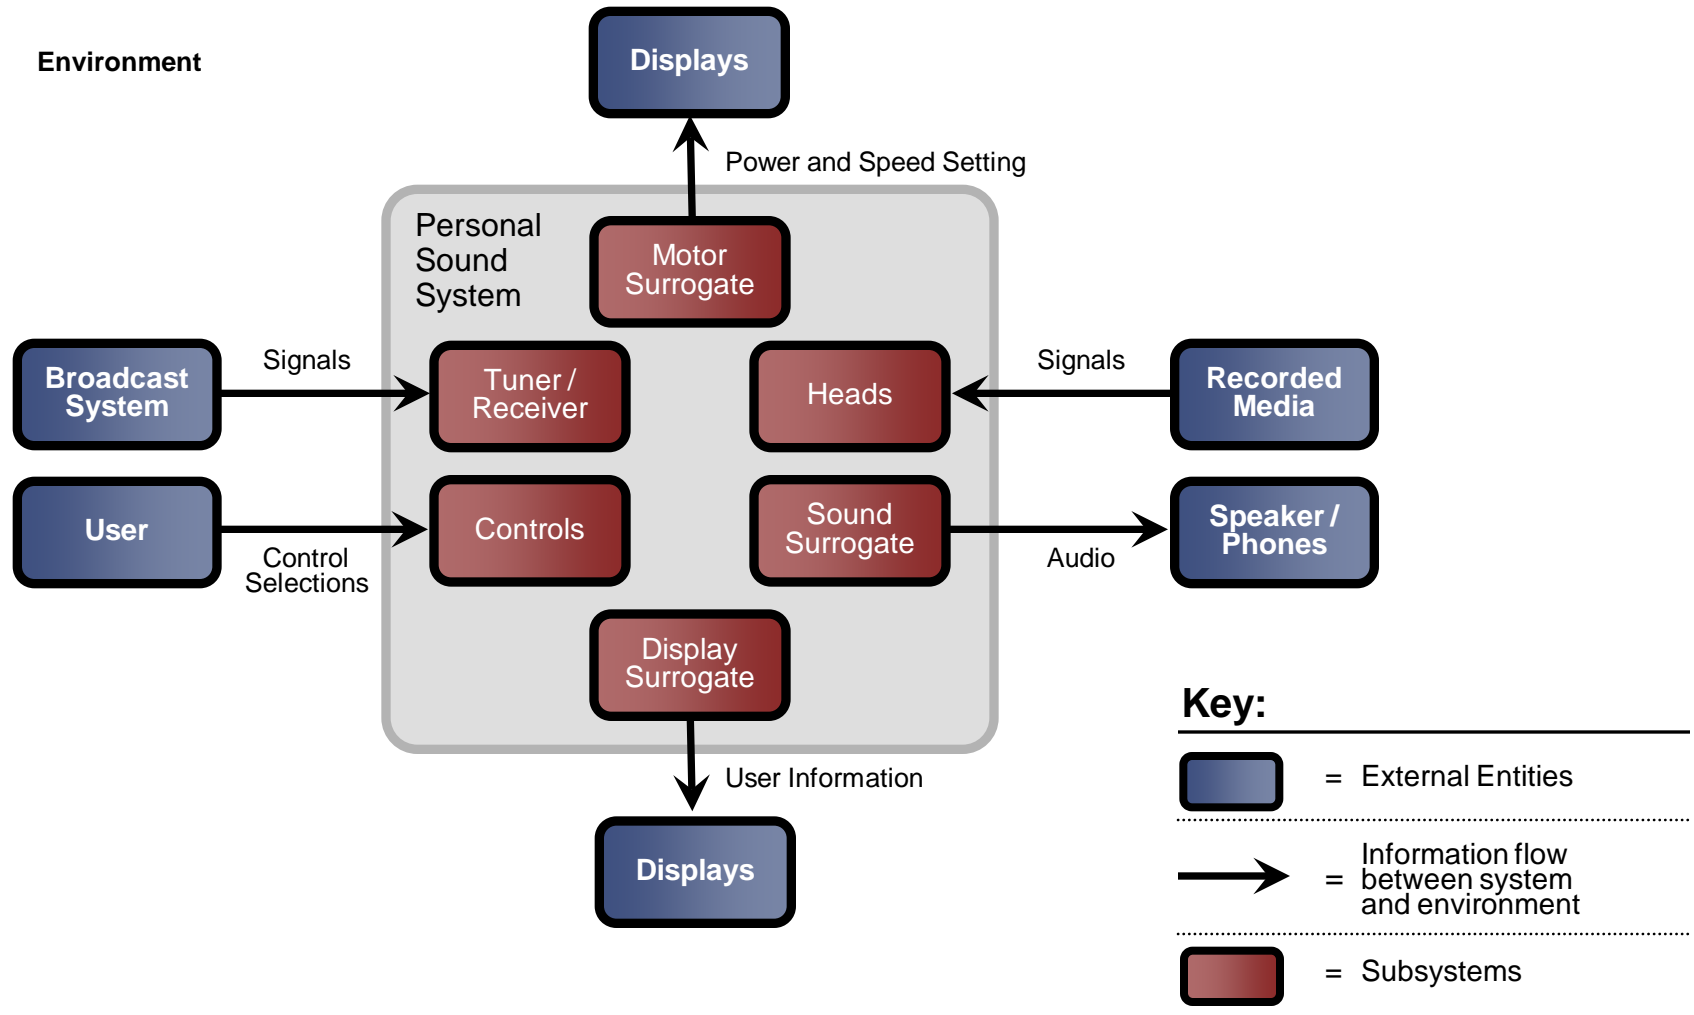 Environment
Displays
Power and Speed Setting
Personal
Sound
System
Motor
Surrogate
Broadcast
System
Signals
Tuner /
Receiver
Heads
Signals
Recorded
Media
User
Control
Selections
Controls
Sound
Surrogate
Audio
Speaker /
Phones
Display
Surrogate
User Information
Displays
Key:
= External Entities
Information flow
= between system
and environment
= Subsystems